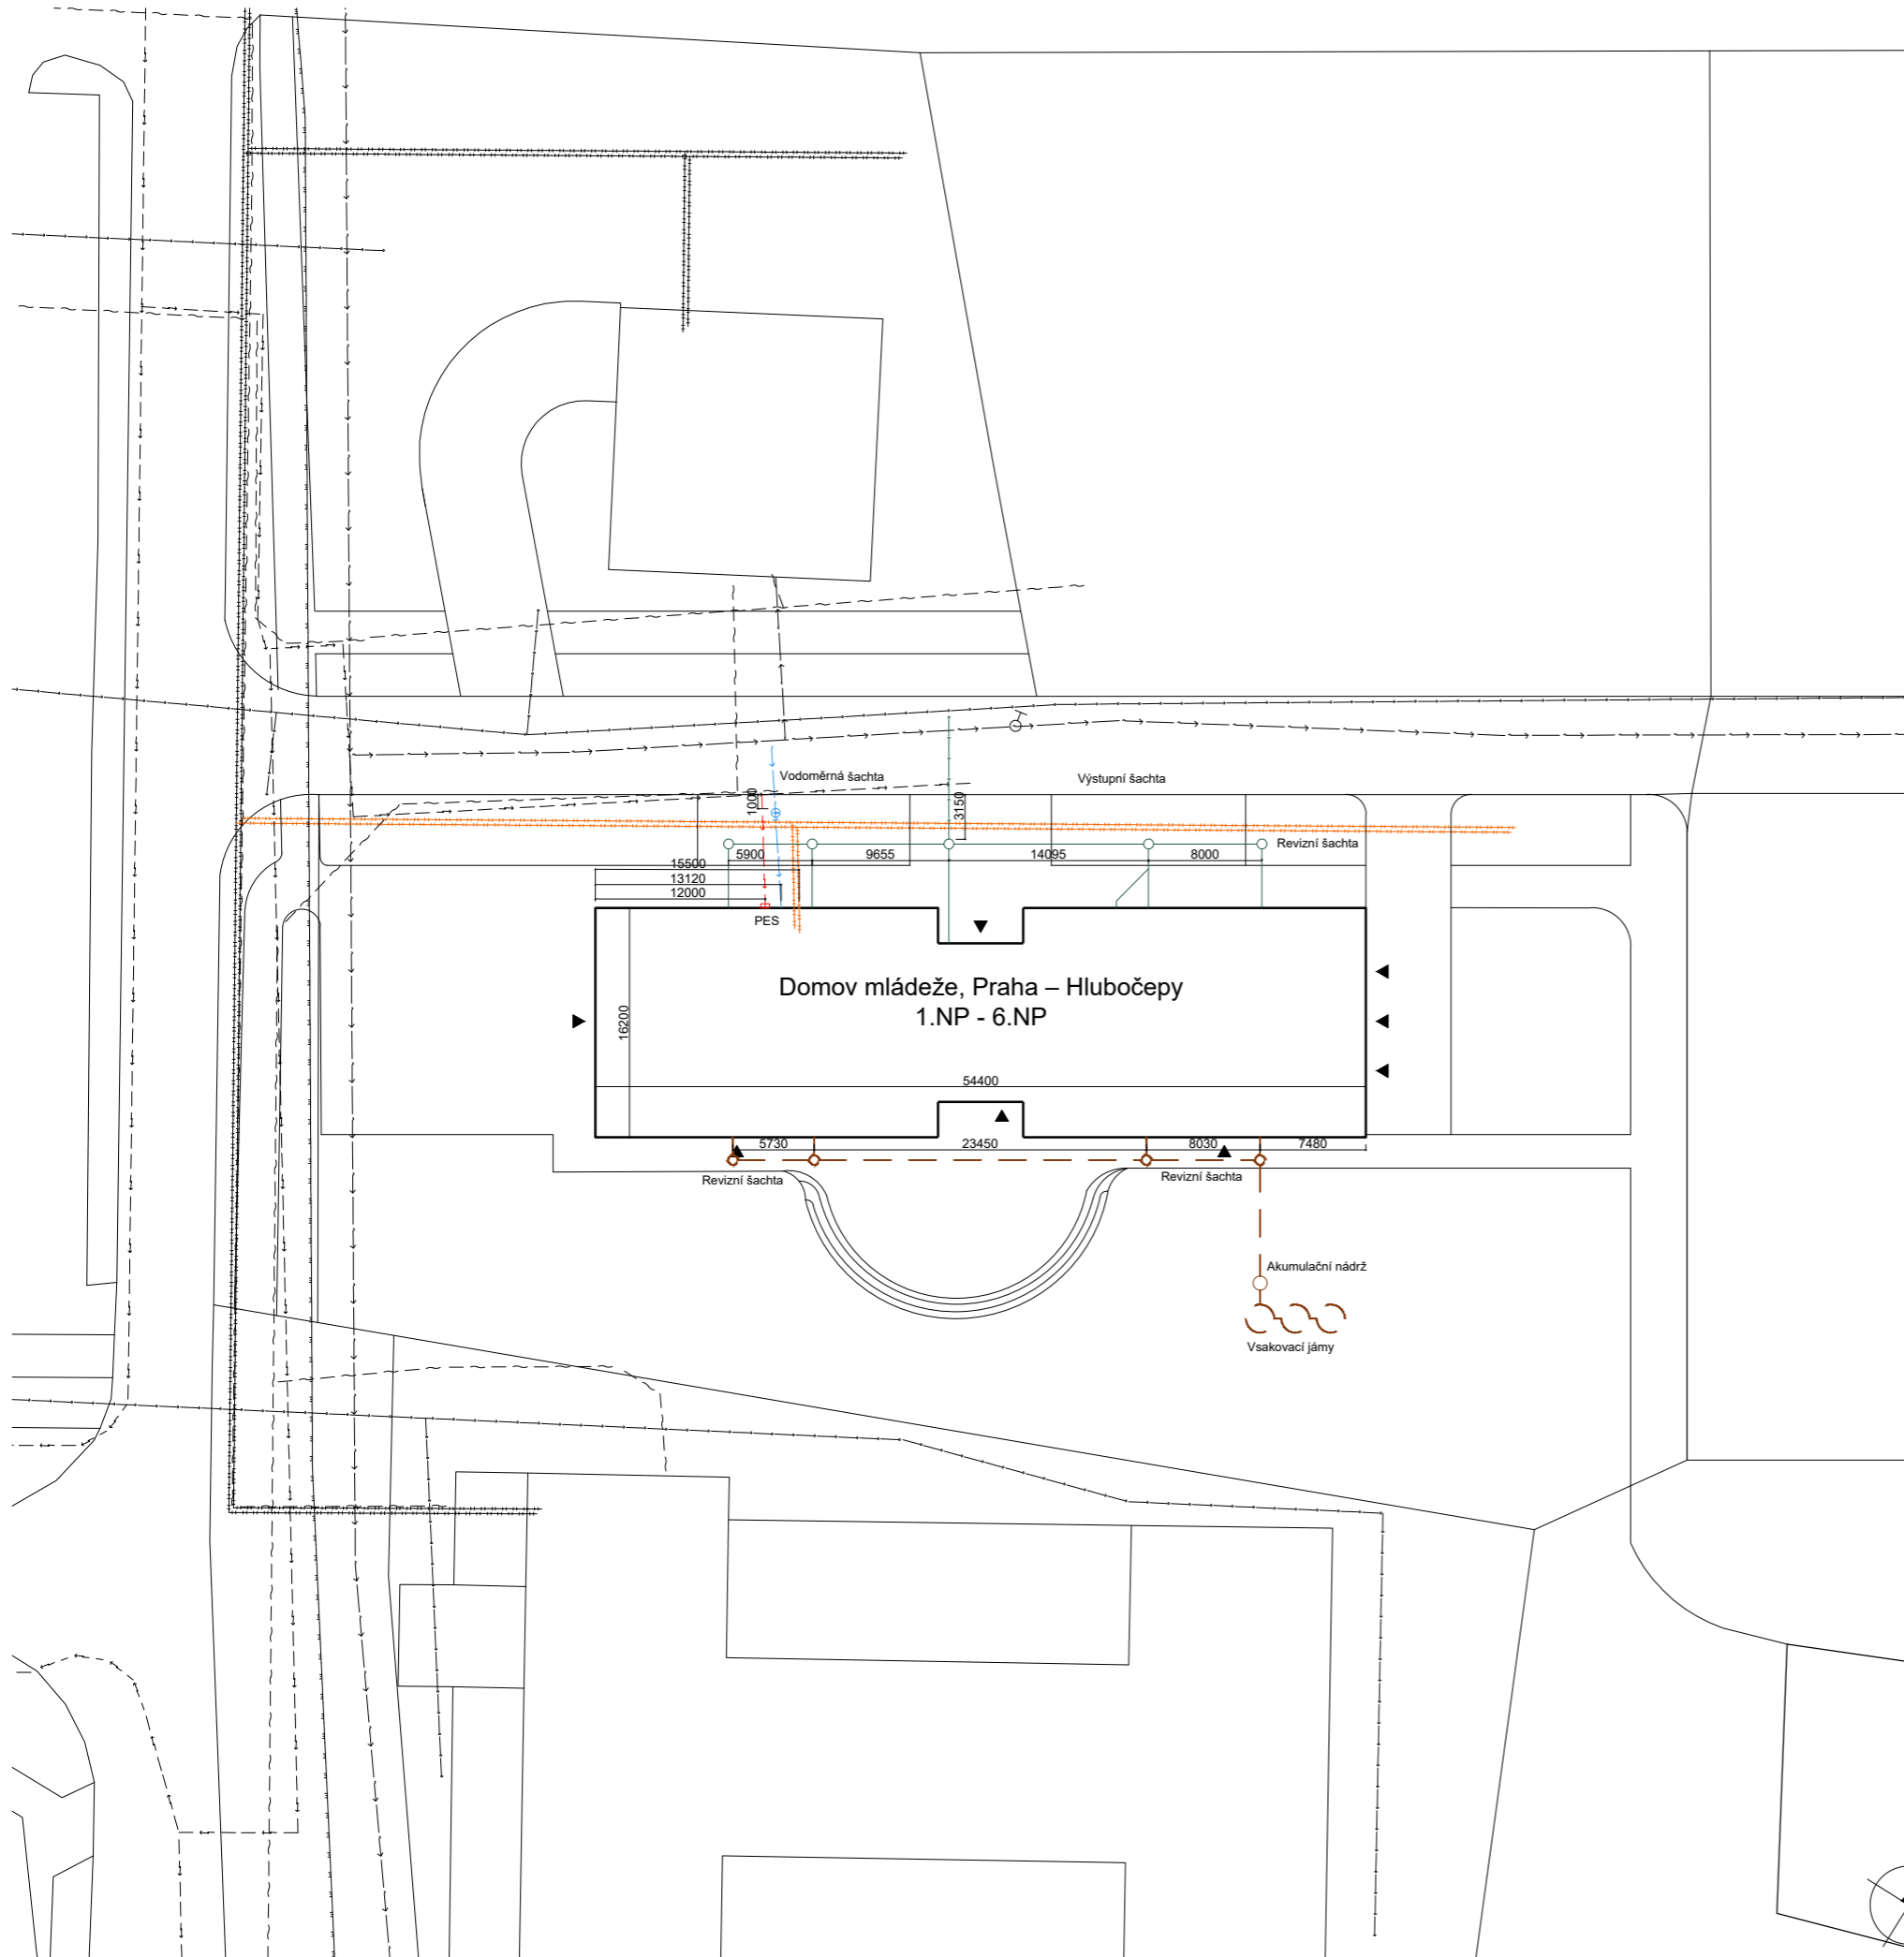 Vodoměrná šachta
Výstupní šachta
1000
3150
Revizní šachta
5900
9655
14095
8000
15500
13120
12000
PES
Domov mládeže, Praha – Hlubočepy
1.NP - 6.NP
16200
54400
5730
23450
8030
7480
Revizní šachta
Revizní šachta
Akumulační nádrž
Vsakovací jámy